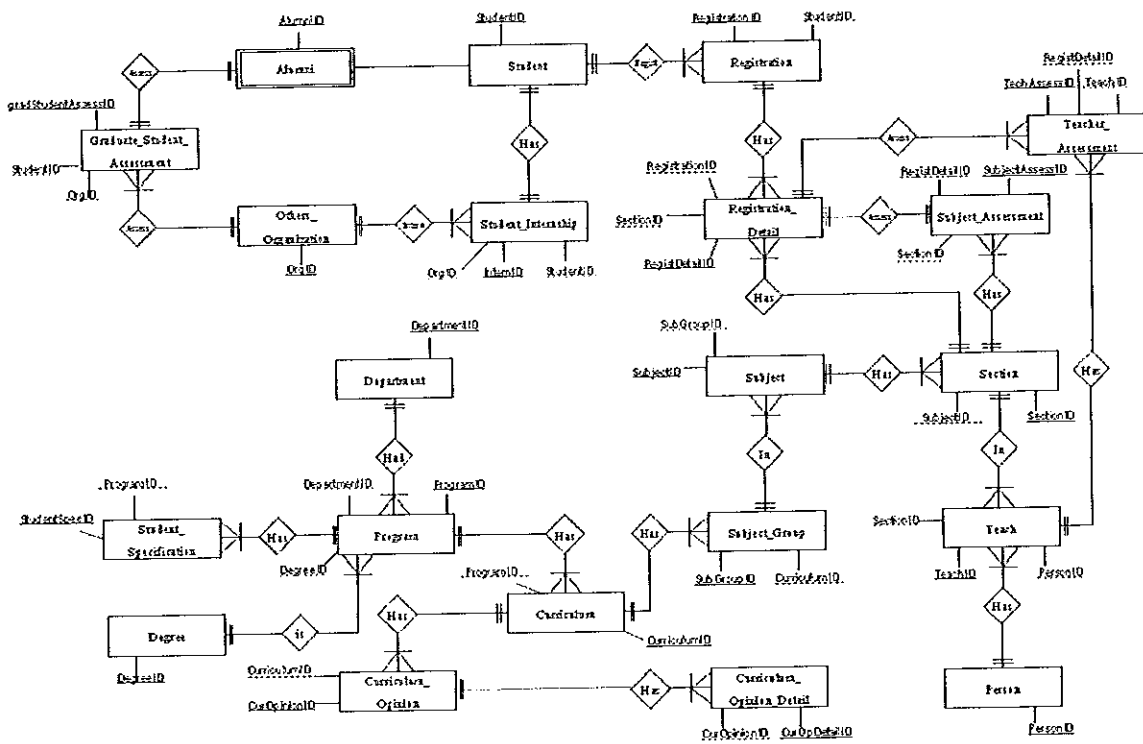 AlumniID
StudentID
RegistrationID
StudentID
Alumni
Student
Registration
Regist
Assess
RegistDetailID
TeachAssessID
TeachID
Teacher_
Assessment
gradStudentAssessID
Graduate_Student_
Assessment
StudentID
OrgID
Has
Has
Assess
RegistrationID
Registration_
Detail
SectionID
RegistDetailID
Assess
RegistDetailID
SubjectAssessID
Subject_Assessment
SectionID
Assess
Others_
Organization
OrgID
Intern
Student_Internship
OrgID
InternID
StudentID
Has
Has
Has
DepartmentID
Department
SubGroupID
SubjectID
Subject
Has
Section
SubjectID
SectionID
Has
In
In
ProgramID
StudentSpecID
Student_
Specification
Has
DepartmentID
ProgramID
Program
DegreeID
Has
Has
Subject_Group
SubGroupID
CurriculumID
SectionID
Teach
TeachID
PersonID
ProgramID
Curriculum
CurriculumID
Degree
DegreeID
is
Has
Has
CurriculumID
CurOpinionID
Curriculum_
Opinion
Has
Curriculum_
Opinion_Detail
CurOpinionID
CurOpDetailID
Person
PersonID